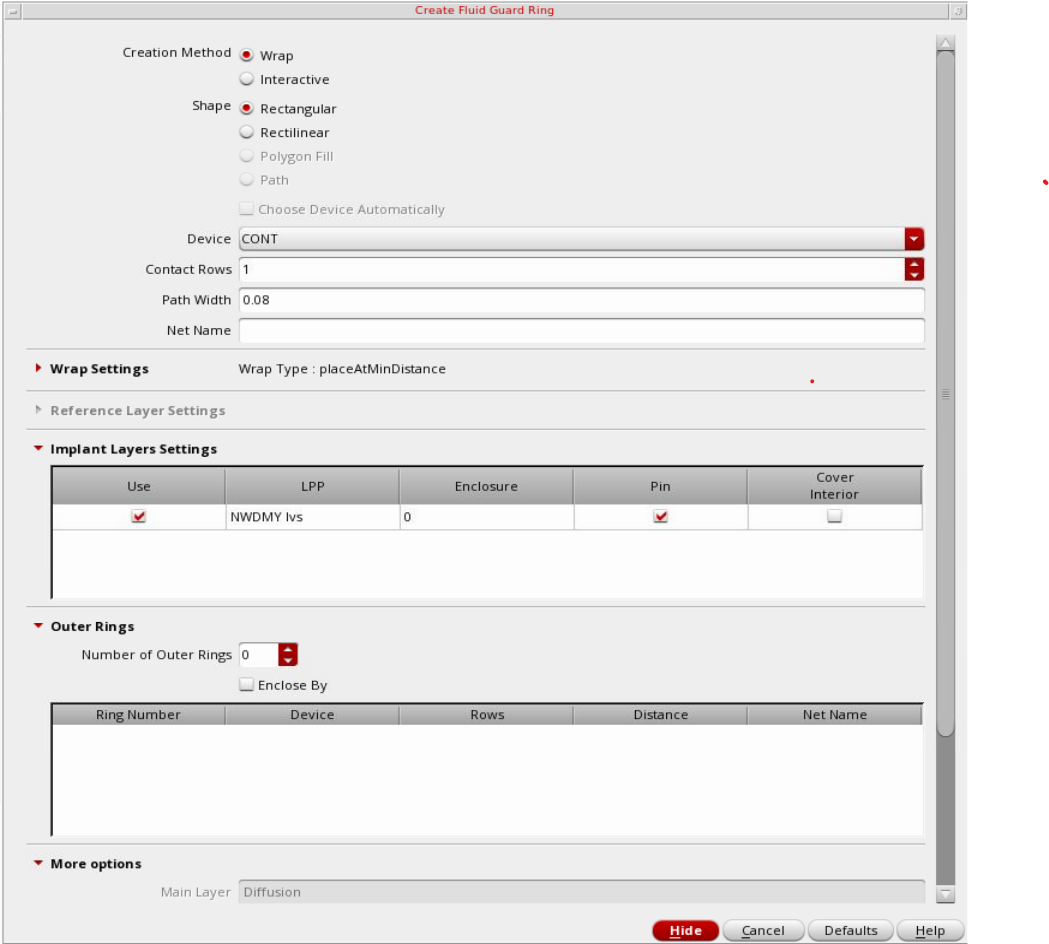 Create Fluid Guard Ring
Creation Method Wrap
Interactive
Shape Rectangular
Rectilinear
Polygon Fill
Path
Choose Device Automatically
Device CONT
Contact Rows 1
Path Width 0.08
Net Name
Wrap Settings Wrap Type : placeAtMinDistance
Reference Layer Settings
Implant Layers Settings
Use LPP Enclosure Pin Cover Interior
NWDMY lvs 0
Outer Rings
Number of Outer Rings 0
Enclose By
Ring Number Device Rows Distance Net Name
More options
Main Layer Diffusion
Hide Cancel Defaults Help